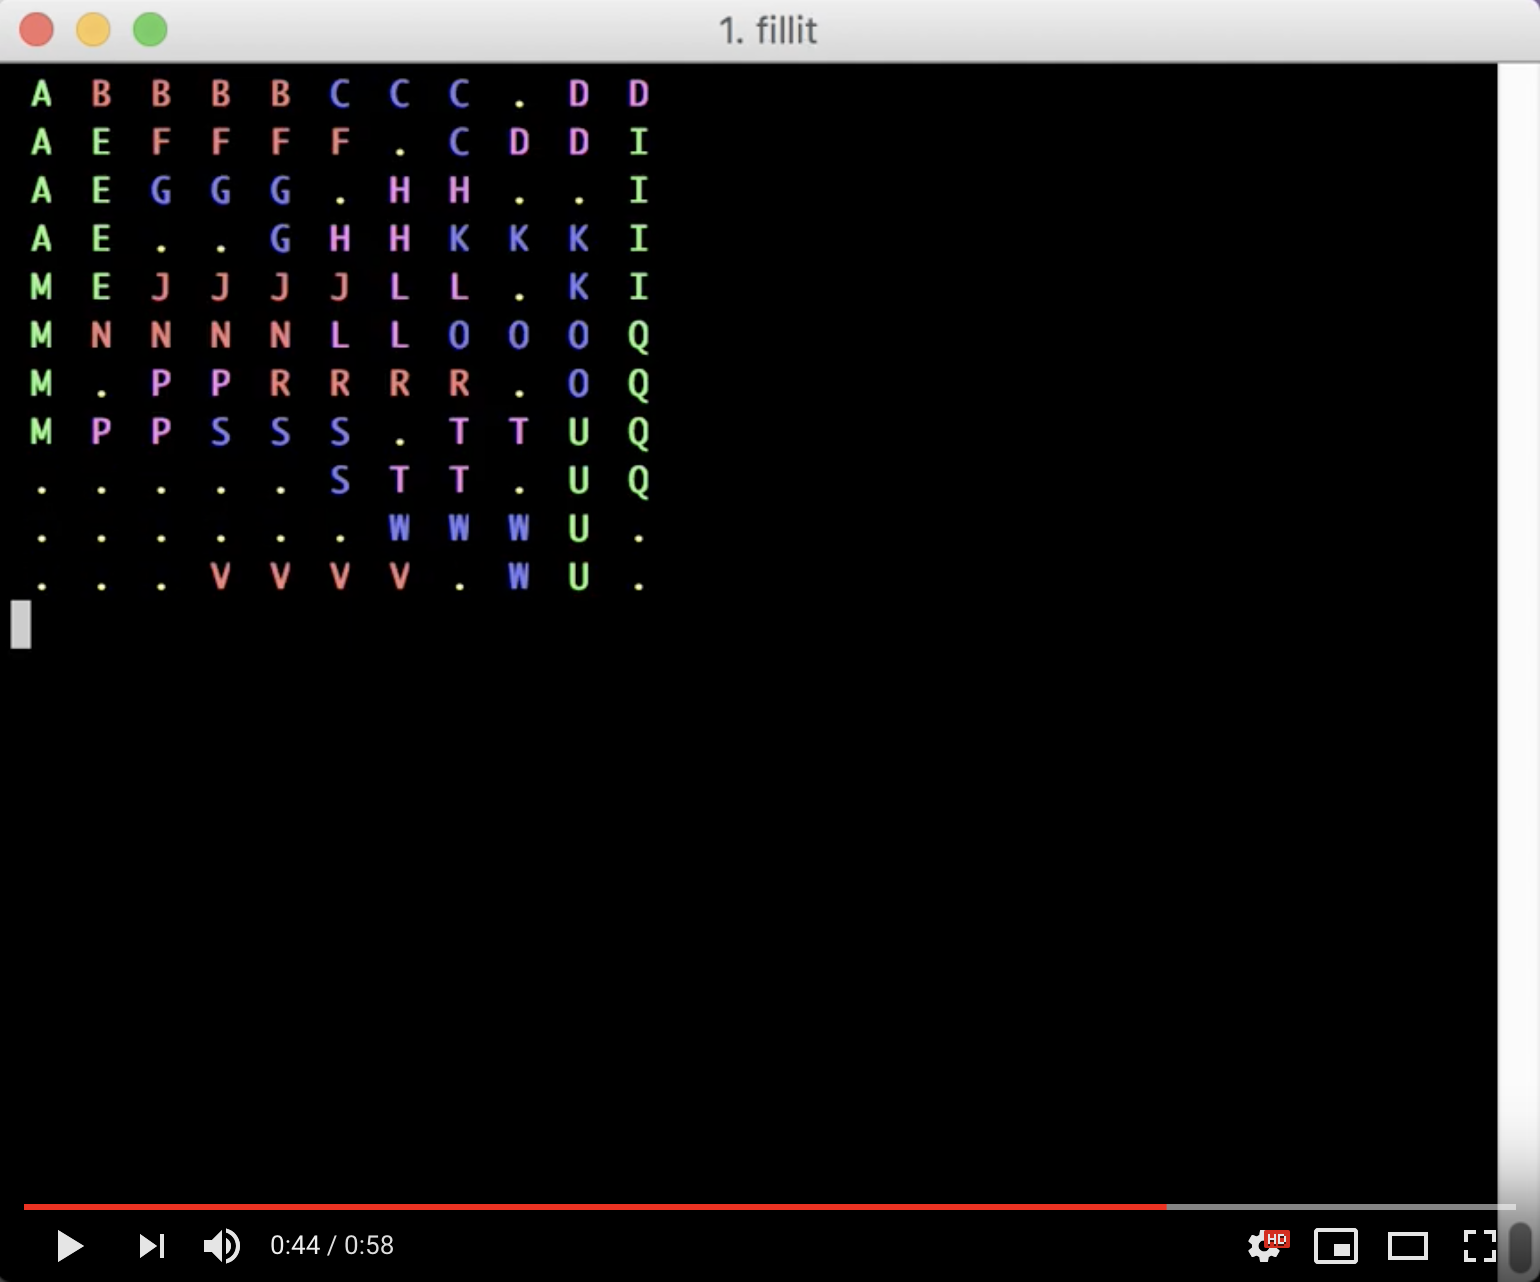 1. fillit
A B B B B C C C . D D
A E F F F F . C D D I
A E G G G . H H . . I
A E . . G H H K K K I
M E J J J J L L . K I
M N N N N L L O O O Q
M . P P R R R R . O Q
M P P S S S . T T U Q
. . . . . S T T . U Q
. . . . . . W W W U .
. . . V V V V . W U .
0:44 / 0:58
HD